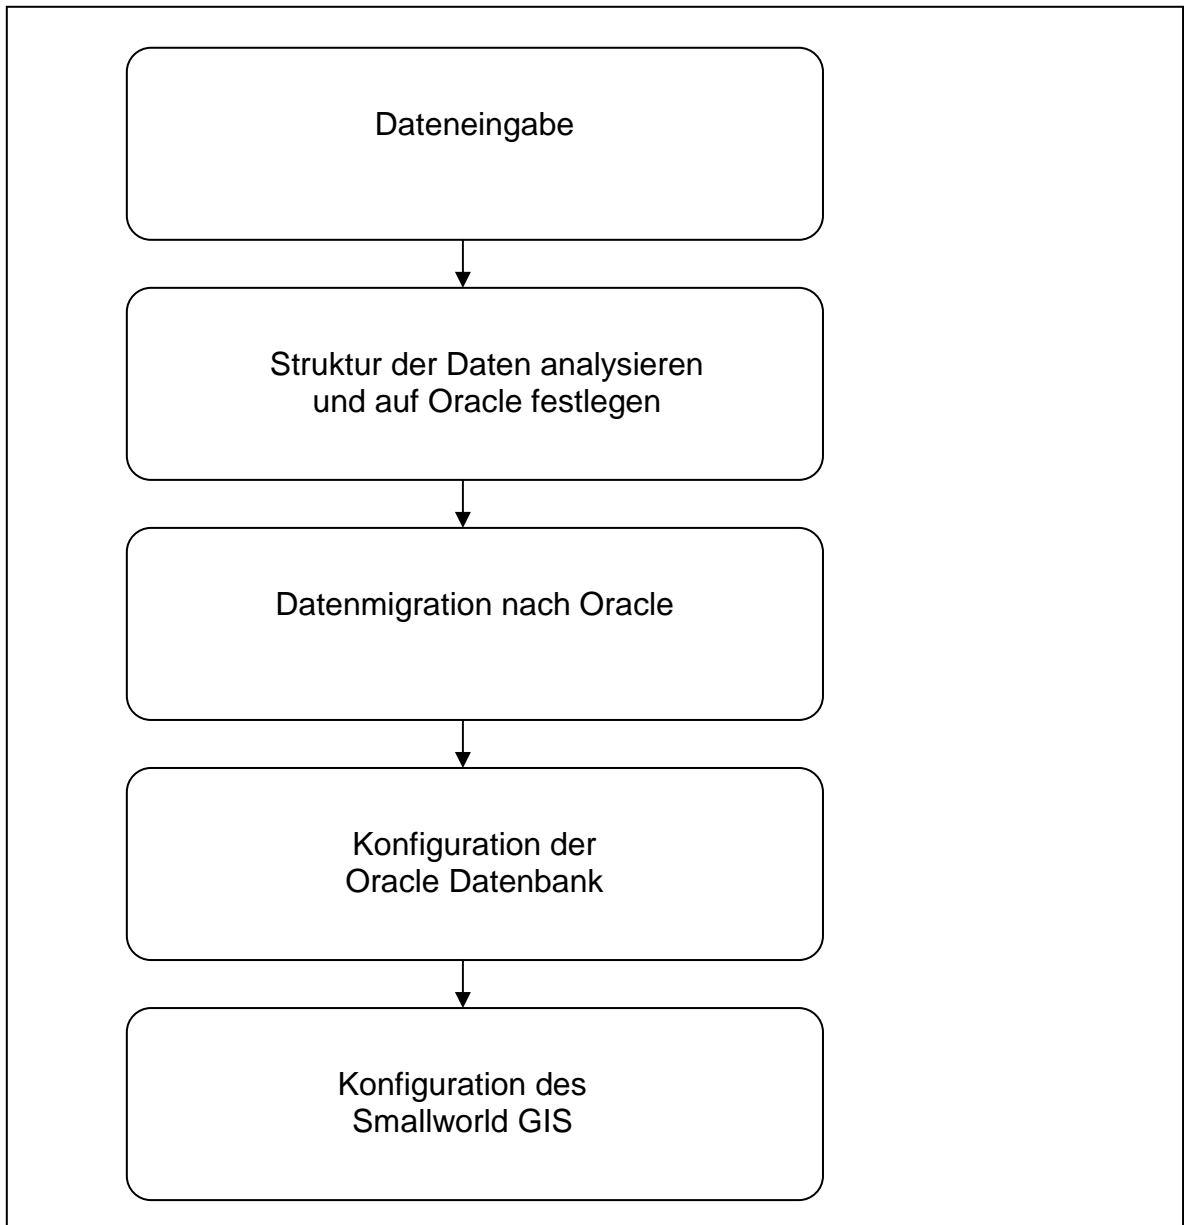 Dateneingabe
Struktur der Daten analysieren
und auf Oracle festlegen
Datenmigration nach Oracle
Konfiguration der
Oracle Datenbank
Konfiguration des
Smallworld GIS